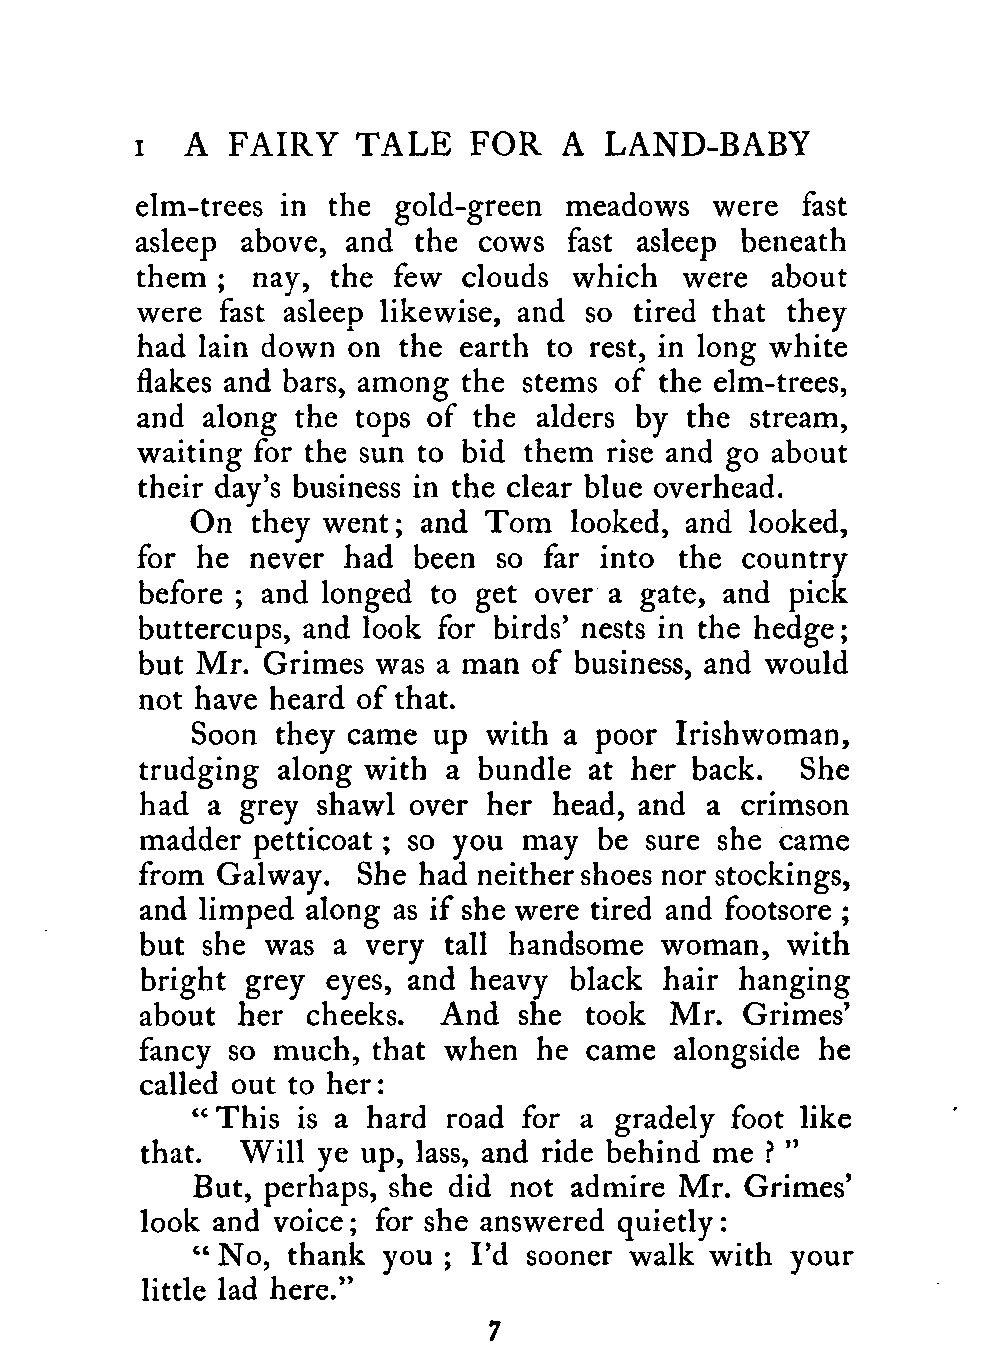 I A FAIRY TALE FOR A LAND-BABY
elm-trees in the gold-green meadows were fast
asleep above, and the cows fast asleep beneath
them ; nay, the few clouds which were about
were fast asleep likewise, and so tired that they
had lain down on the earth to rest, in long white
flakes and bars, among the stems of the elm-trees,
and along the tops of the alders by the stream,
waiting for the sun to bid them rise and go about
their day's business in the clear blue overhead.
On they went; and Tom looked, and looked,
for he never had been so far into the country
before ; and longed to get over a gate, and pick
buttercups, and look for birds' nests in the hedge;
but Mr. Grimes was a man of business, and would
not have heard of that.
Soon they came up with a poor Irishwoman,
trudging along with a bundle at her back. She
had a grey shawl over her head, and a crimson
madder petticoat ; so you may be sure she came
from Galway. She had neither shoes nor stockings,
and limped along as if she were tired and footsore ;
but she was a very tall handsome woman, with
bright grey eyes, and heavy black hair hanging
about her cheeks. And she took Mr. Grimes'
fancy so much, that when he came alongside he
called out to her:
“This is a hard road for a gradely foot like
that. Will ye up, lass, and ride behind me ? ”
But, perhaps, she did not admire Mr. Grimes'
look and voice; for she answered quietly:
“No, thank you ; I'd sooner walk with your
little lad here.”
7